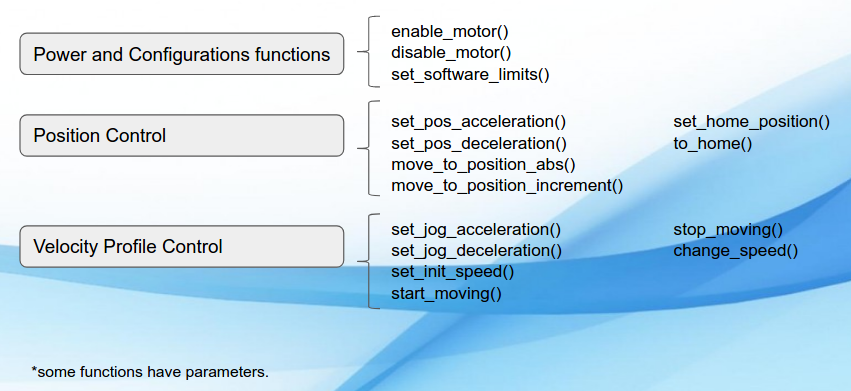 Power and Configurations functions
enable_motor()
disable_motor()
set_software_limits()
Position Control
set_pos_acceleration()
set_pos_deceleration()
move_to_position_abs()
move_to_position_increment()
set_home_position()
to_home()
Velocity Profile Control
set_jog_acceleration()
set_jog_deceleration()
set_init_speed()
start_moving()
stop_moving()
change_speed()
*some functions have parameters.